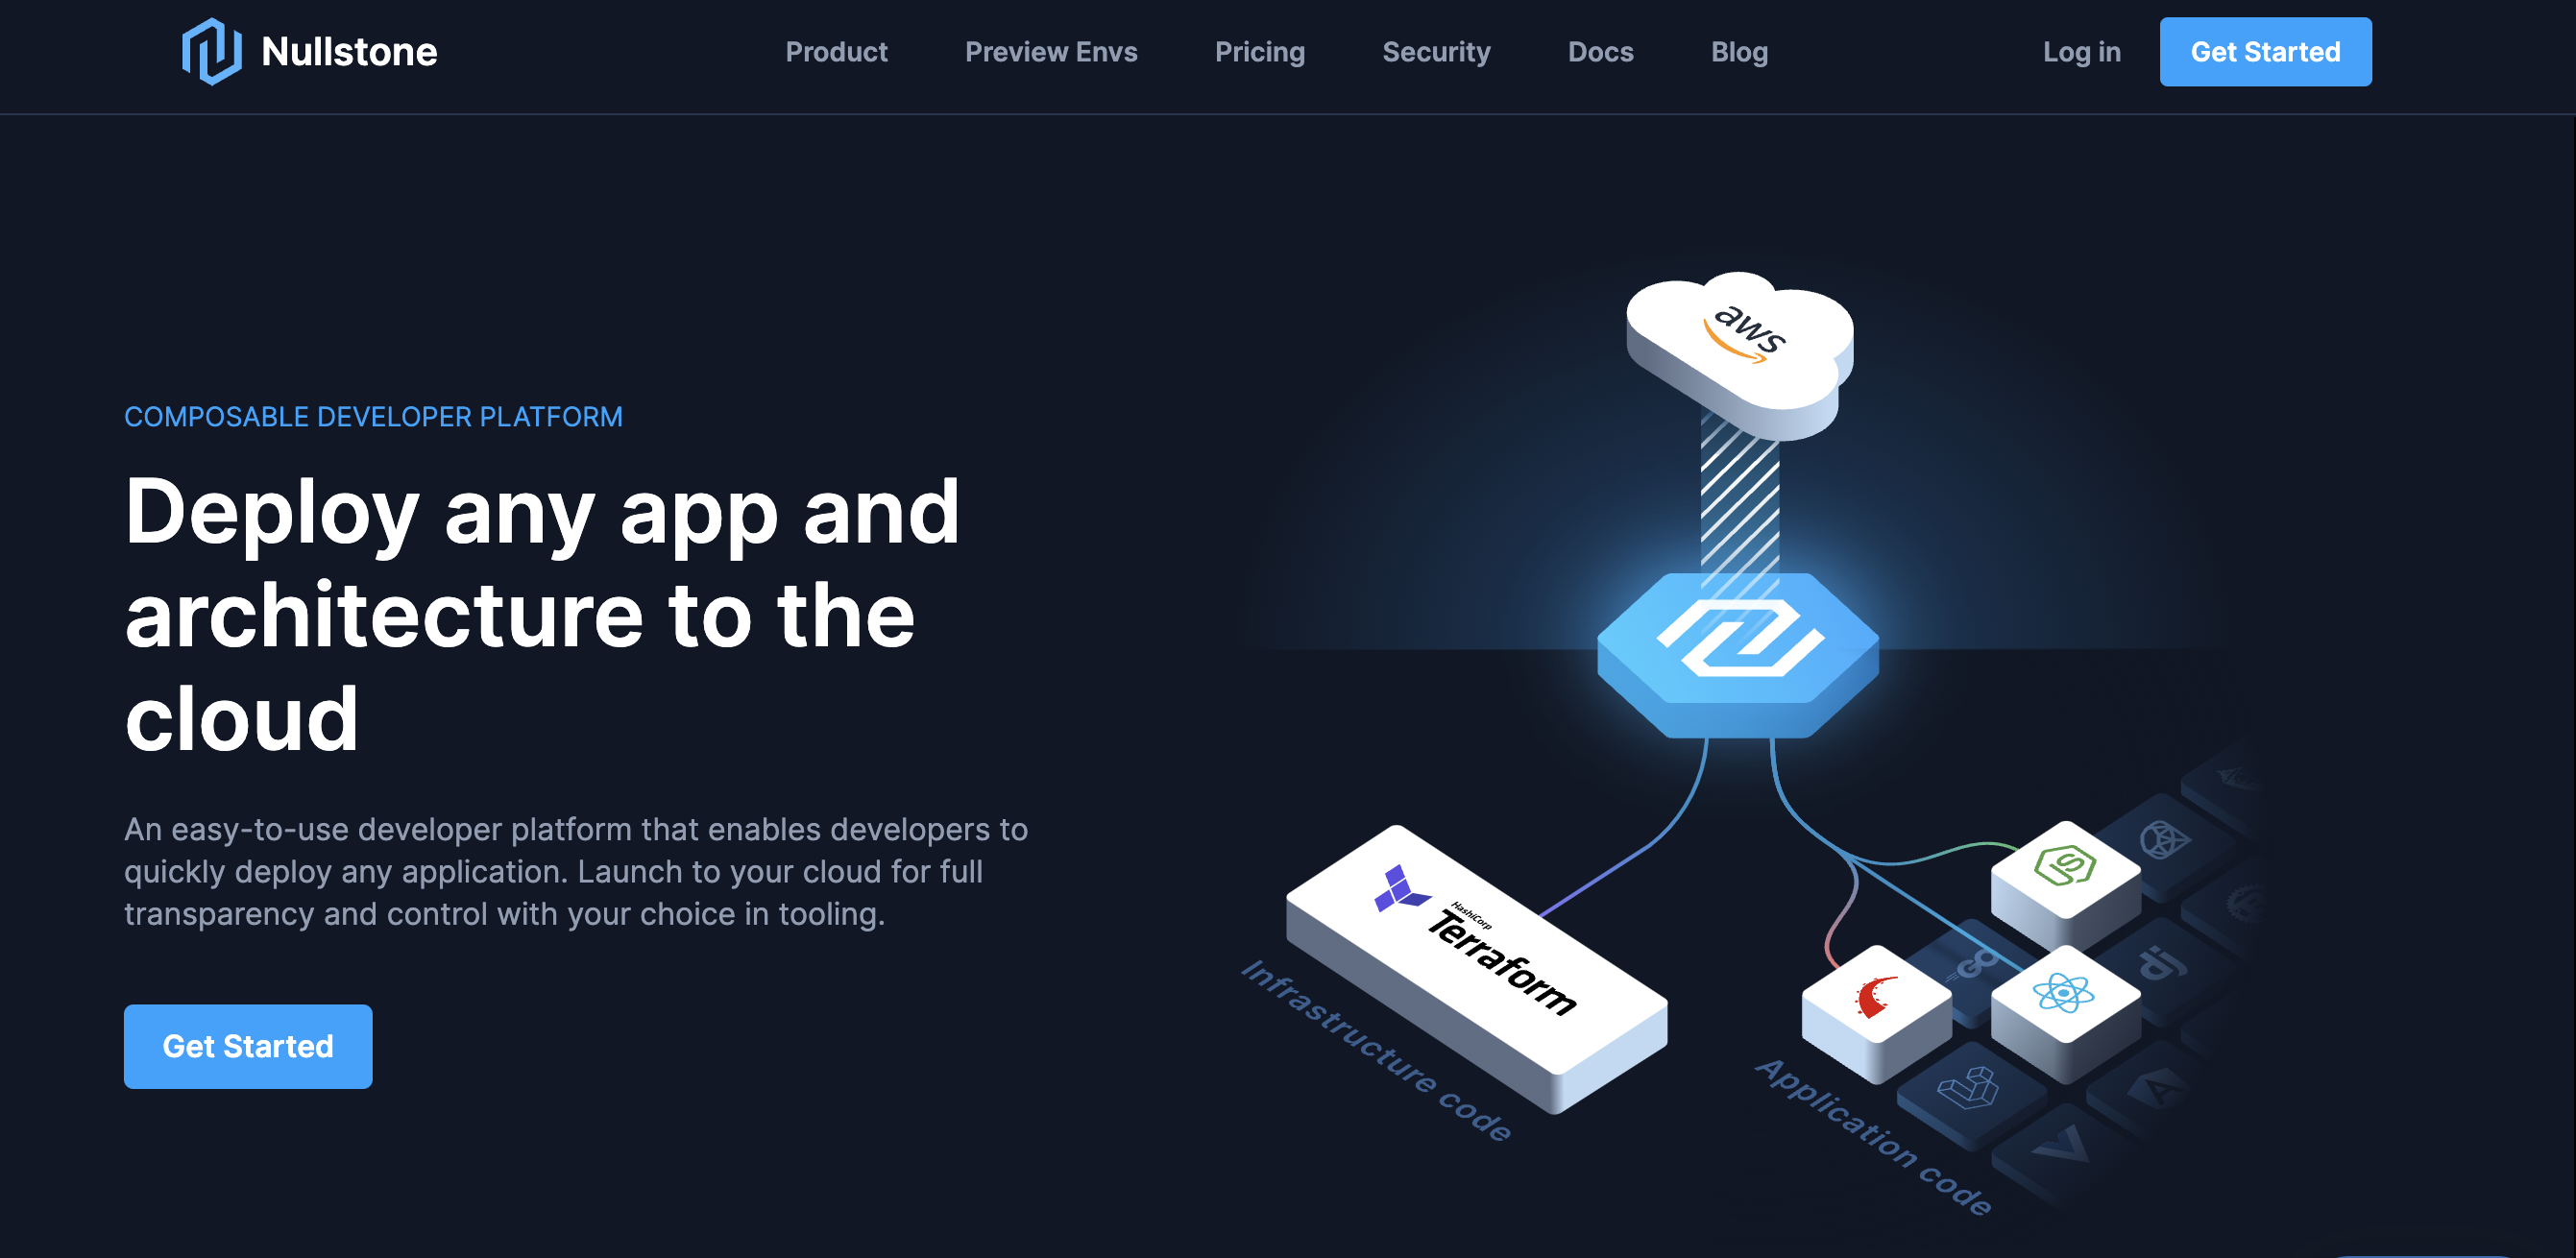 Nullstone
Product
Preview Envs
Pricing
Security
Docs
Blog
Log in
Get Started
COMPOSABLE DEVELOPER PLATFORM
Deploy any app and
architecture to the
cloud
An easy-to-use developer platform that enables developers to
quickly deploy any application. Launch to your cloud for full
transparency and control with your choice in tooling.
Get Started
aws
HashiCorp
Terraform
Infrastructure code
JS
GO
dj
Application code